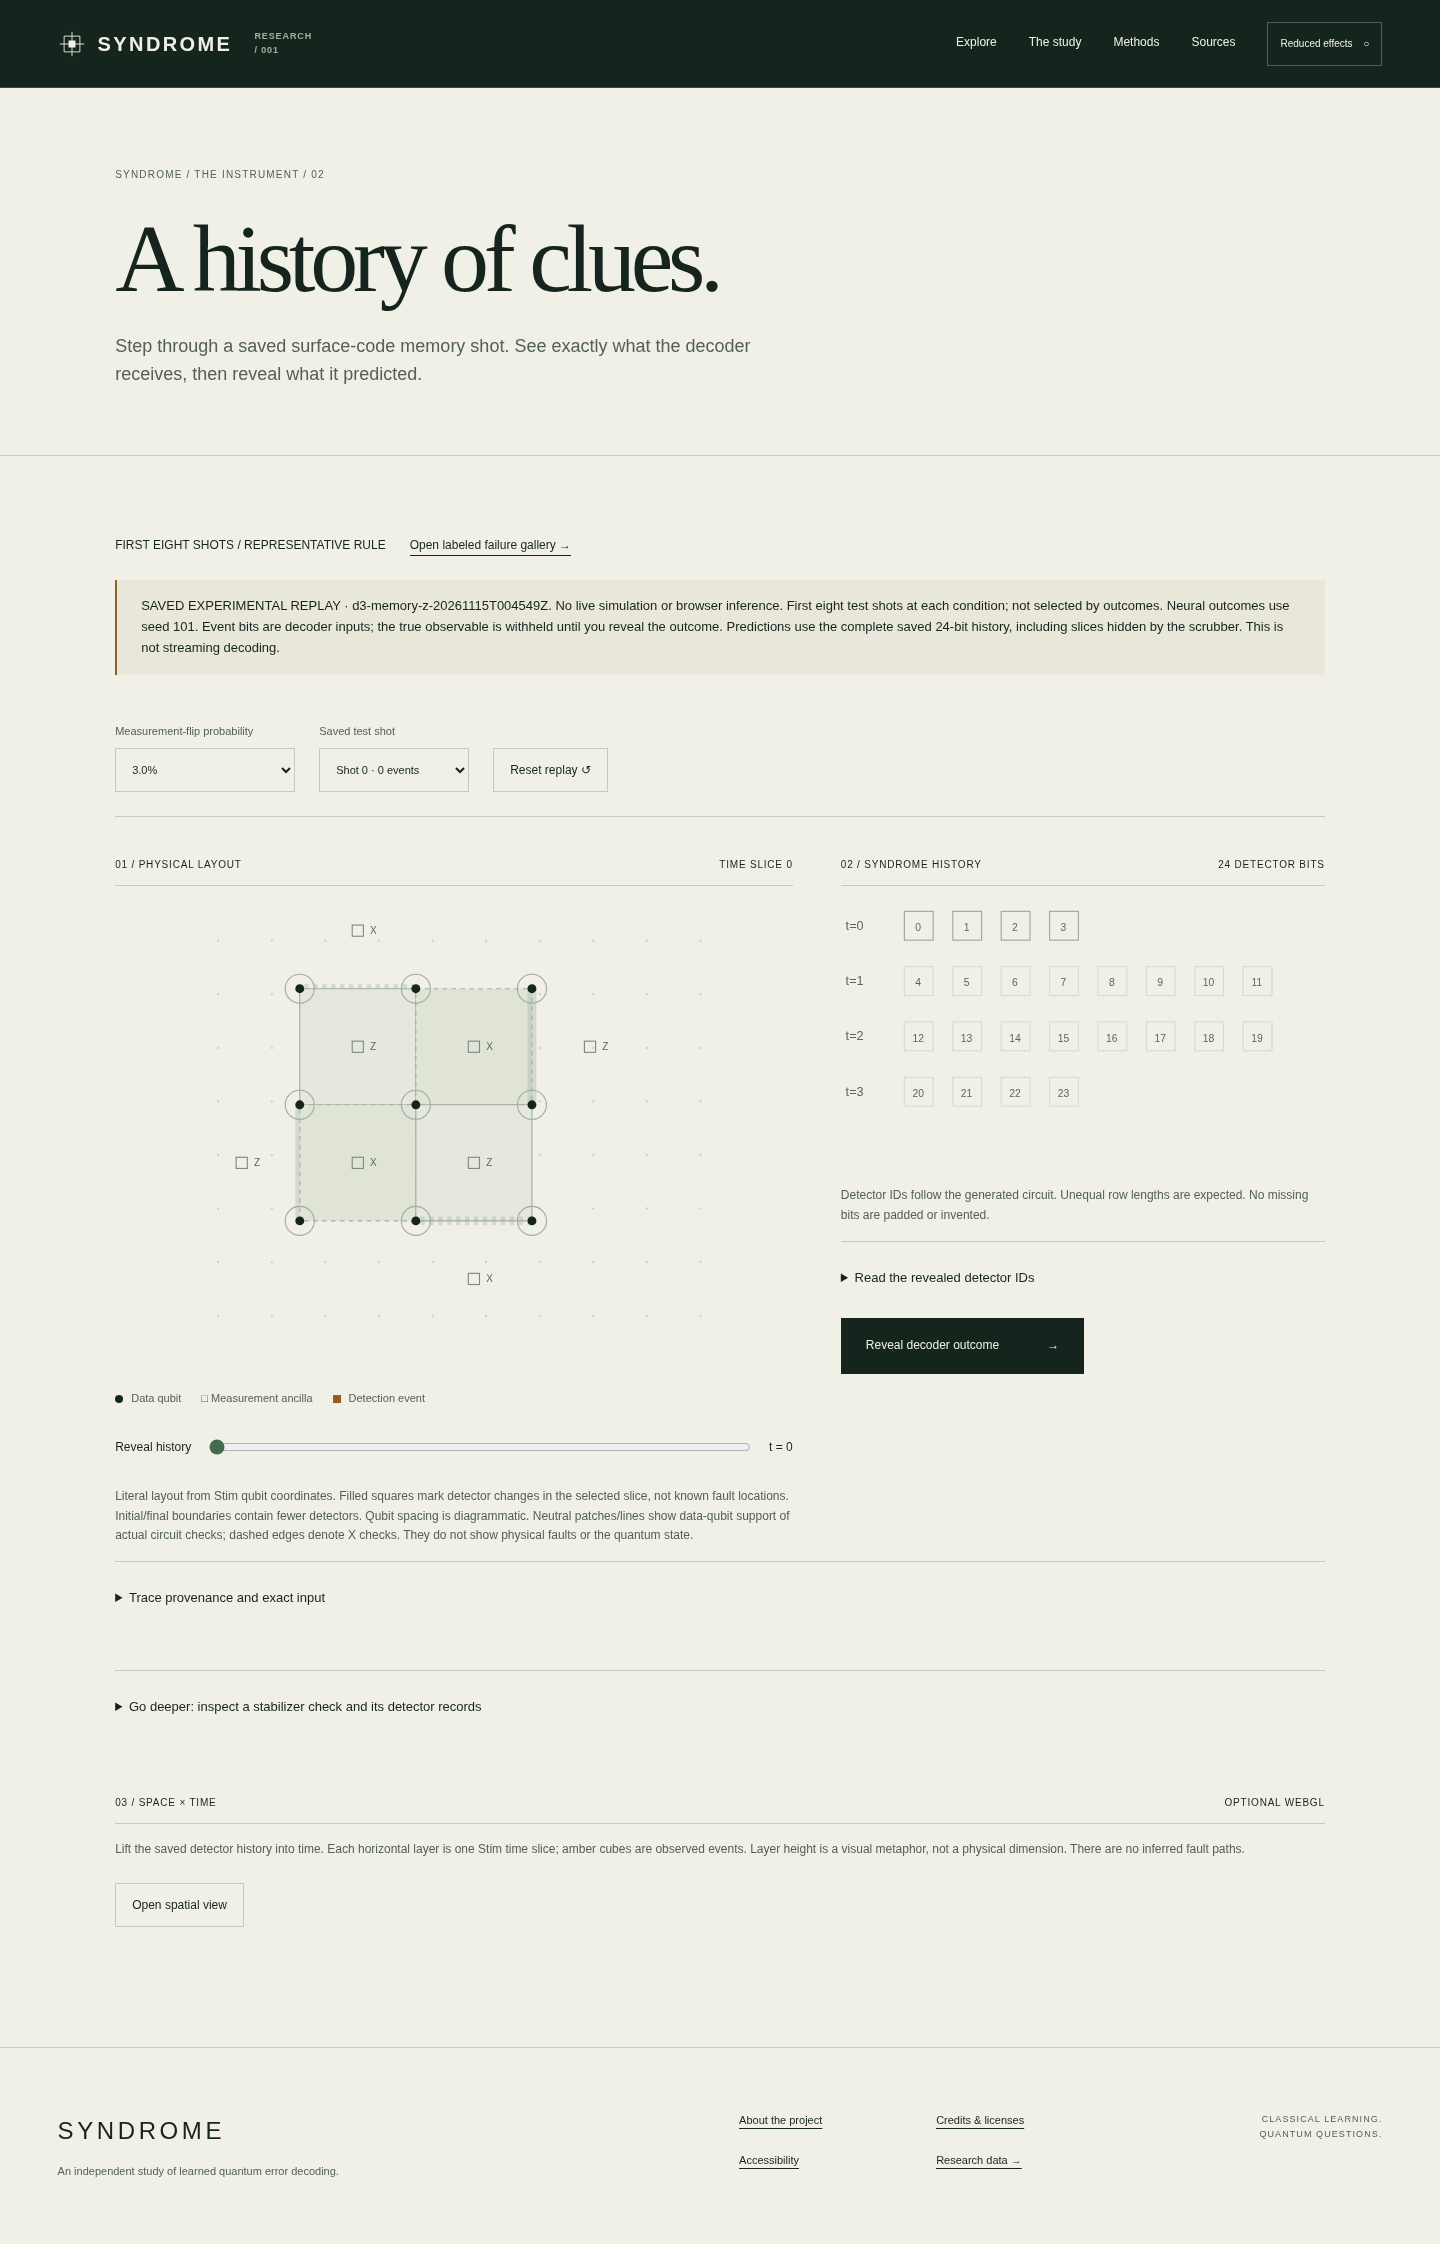 SYNDROME
RESEARCH
/ 001
Explore
The study
Methods
Sources
Reduced effects ○
SYNDROME / THE INSTRUMENT / 02
A history of clues.
Step through a saved surface-code memory shot. See exactly what the decoder
receives, then reveal what it predicted.
FIRST EIGHT SHOTS / REPRESENTATIVE RULE
Open labeled failure gallery →
SAVED EXPERIMENTAL REPLAY · d3-memory-z-20261115T004549Z. No live simulation or browser inference. First eight test shots at each condition; not selected by outcomes. Neural outcomes use
seed 101. Event bits are decoder inputs; the true observable is withheld until you reveal the outcome. Predictions use the complete saved 24-bit history, including slices hidden by the scrubber. This is
not streaming decoding.
Measurement-flip probability
Saved test shot
3.0%
Shot 0 · 0 events
Reset replay ↺
01 / PHYSICAL LAYOUT
TIME SLICE 0
X
Z
X
Z
Z
X
Z
X
Data qubit
□ Measurement ancilla
Detection event
Reveal history
t = 0
Literal layout from Stim qubit coordinates. Filled squares mark detector changes in the selected slice, not known fault locations.
Initial/final boundaries contain fewer detectors. Qubit spacing is diagrammatic. Neutral patches/lines show data-qubit support of
actual circuit checks; dashed edges denote X checks. They do not show physical faults or the quantum state.
02 / SYNDROME HISTORY
24 DETECTOR BITS
t=0 0 1 2 3
t=1 4 5 6 7 8 9 10 11
t=2 12 13 14 15 16 17 18 19
t=3 20 21 22 23
Detector IDs follow the generated circuit. Unequal row lengths are expected. No missing
bits are padded or invented.
Read the revealed detector IDs
Reveal decoder outcome →
Trace provenance and exact input
Go deeper: inspect a stabilizer check and its detector records
03 / SPACE × TIME
OPTIONAL WEBGL
Lift the saved detector history into time. Each horizontal layer is one Stim time slice; amber cubes are observed events. Layer height is a visual metaphor, not a physical dimension. There are no inferred fault paths.
Open spatial view
SYNDROME
An independent study of learned quantum error decoding.
About the project
Credits & licenses
Accessibility
Research data →
CLASSICAL LEARNING.
QUANTUM QUESTIONS.